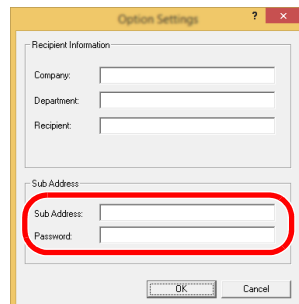 Option Settings
?
×
Recipient Information
Company:
Department:
Recipient:
Sub Address
Sub Address:
Password:
OK
Cancel